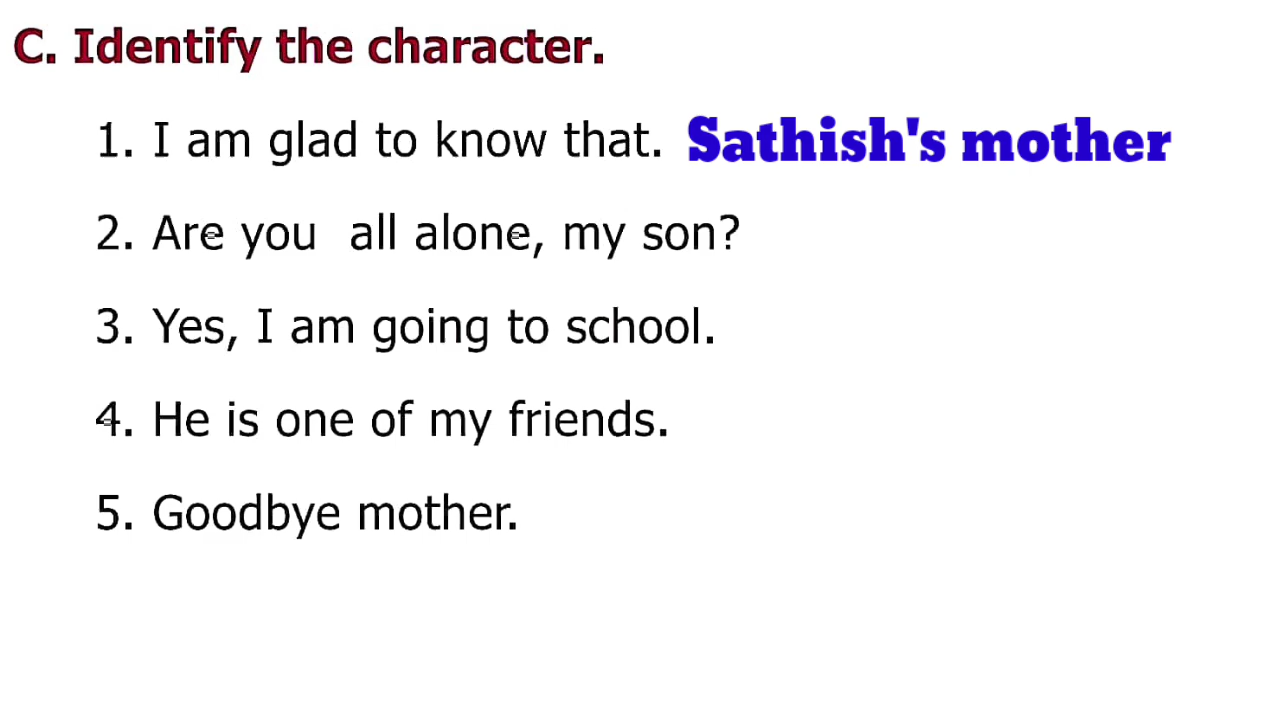 C. Identify the character.
1. I am glad to know that. Sathish's mother
2. Are you all alone, my son?
3. Yes, I am going to school.
4. He is one of my friends.
5. Goodbye mother.